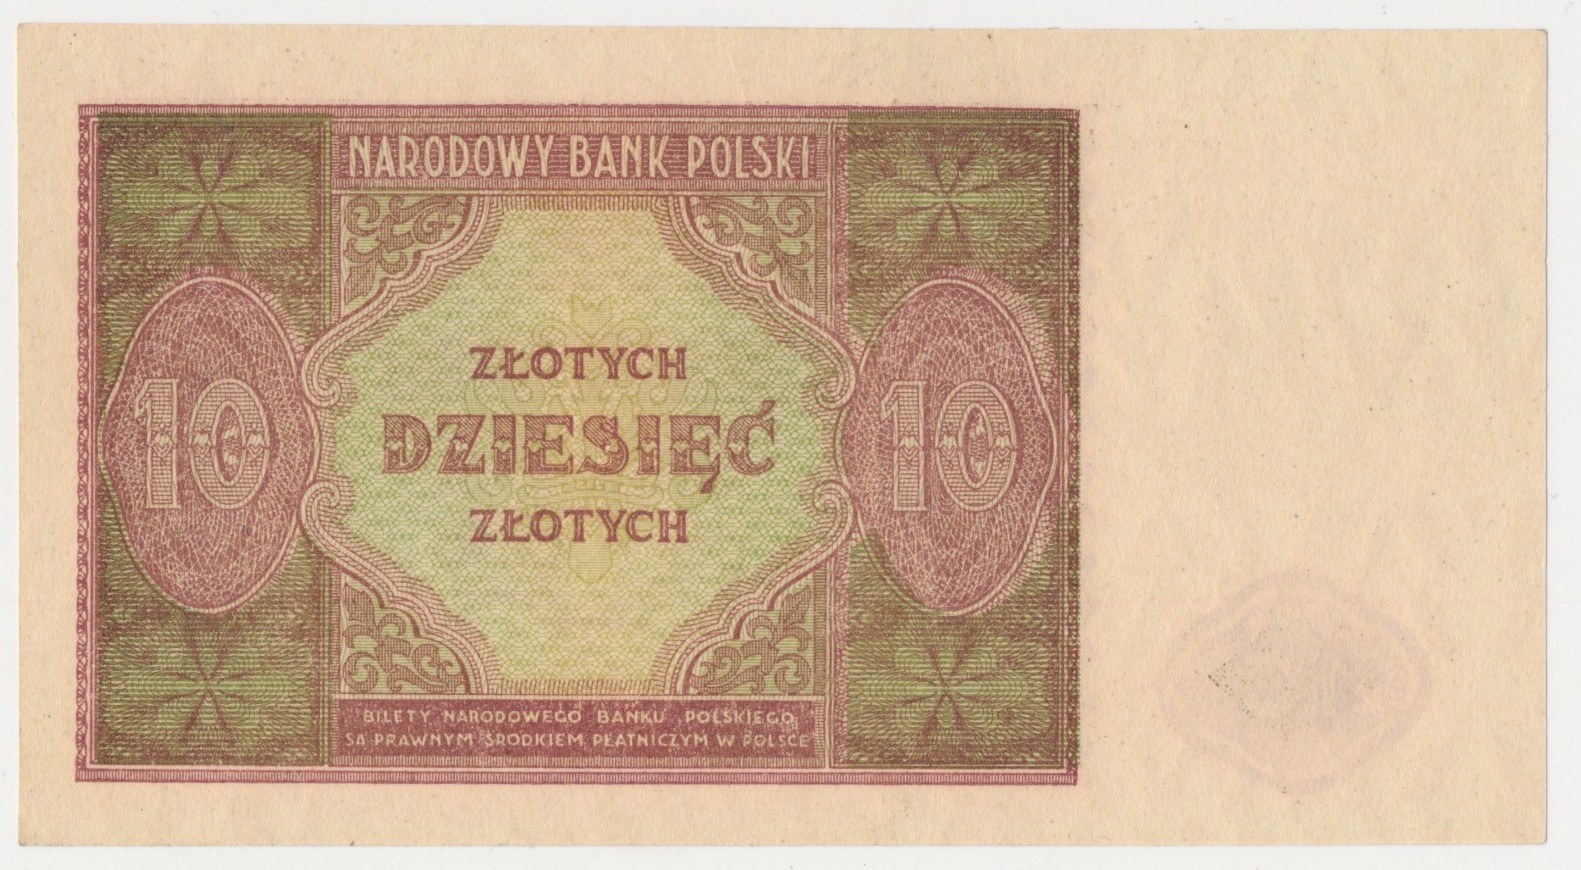 NARODOWY BANK POLSKI
ZŁOTYCH
10 DZIESIĘĆ 10
ZŁOTYCH
BILETY NARODOWEGO BANKU POLSKIEGO
SĄ PRAWNYM ŚRODKIEM PŁATNICZYM W POLSCE